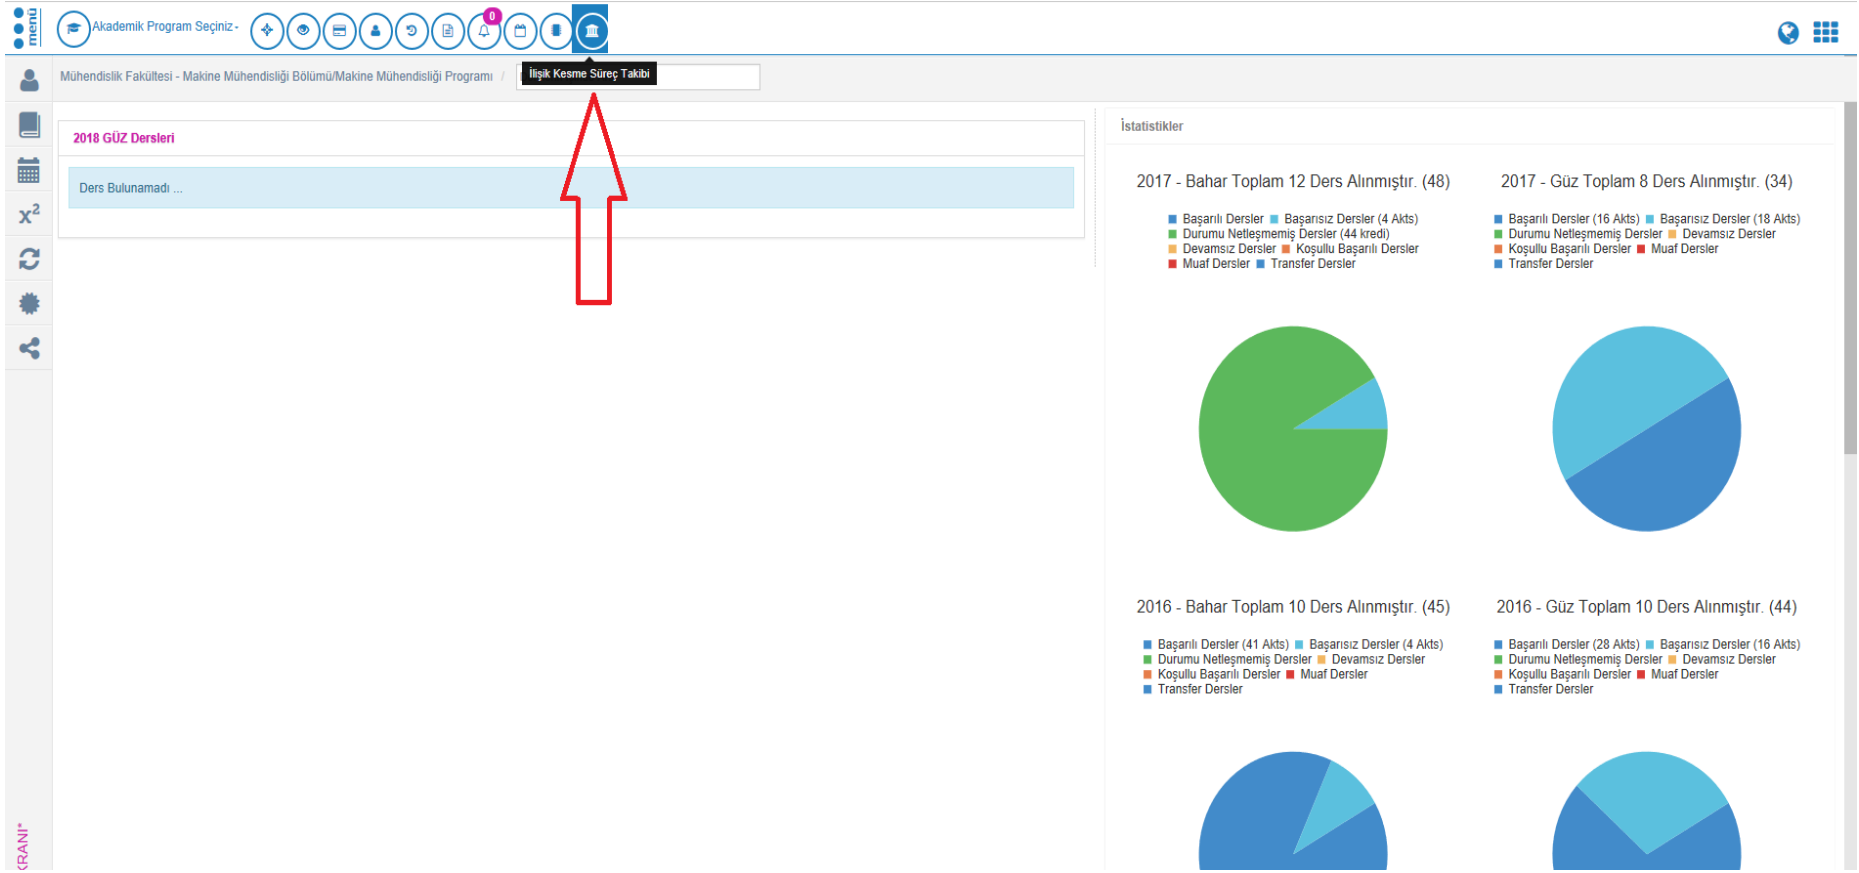 menü
Akademik Program Seçiniz-
0
Mühendislik Fakültesi - Makine Mühendisliği Bölümü/Makine Mühendisliği Programı /
İlişik Kesme Süreç Takibi
2018 GÜZ Dersleri
Ders Bulunamadı ...
x²
İstatistikler
2017 - Bahar Toplam 12 Ders Alınmıştır. (48)
Başarılı Dersler Başarısız Dersler (4 Akts)
Durumu Netleşmemiş Dersler (44 kredi)
Devamsız Dersler Koşullu Başarılı Dersler
Muaf Dersler Transfer Dersler
2017 - Güz Toplam 8 Ders Alınmıştır. (34)
Başarılı Dersler (16 Akts) Başarısız Dersler (18 Akts)
Durumu Netleşmemiş Dersler Devamsız Dersler
Koşullu Başarılı Dersler Muaf Dersler
Transfer Dersler
2016 - Bahar Toplam 10 Ders Alınmıştır. (45)
Başarılı Dersler (41 Akts) Başarısız Dersler (4 Akts)
Durumu Netleşmemiş Dersler Devamsız Dersler
Koşullu Başarılı Dersler Muaf Dersler
Transfer Dersler
2016 - Güz Toplam 10 Ders Alınmıştır. (44)
Başarılı Dersler (28 Akts) Başarısız Dersler (16 Akts)
Durumu Netleşmemiş Dersler Devamsız Dersler
Koşullu Başarılı Dersler Muaf Dersler
Transfer Dersler